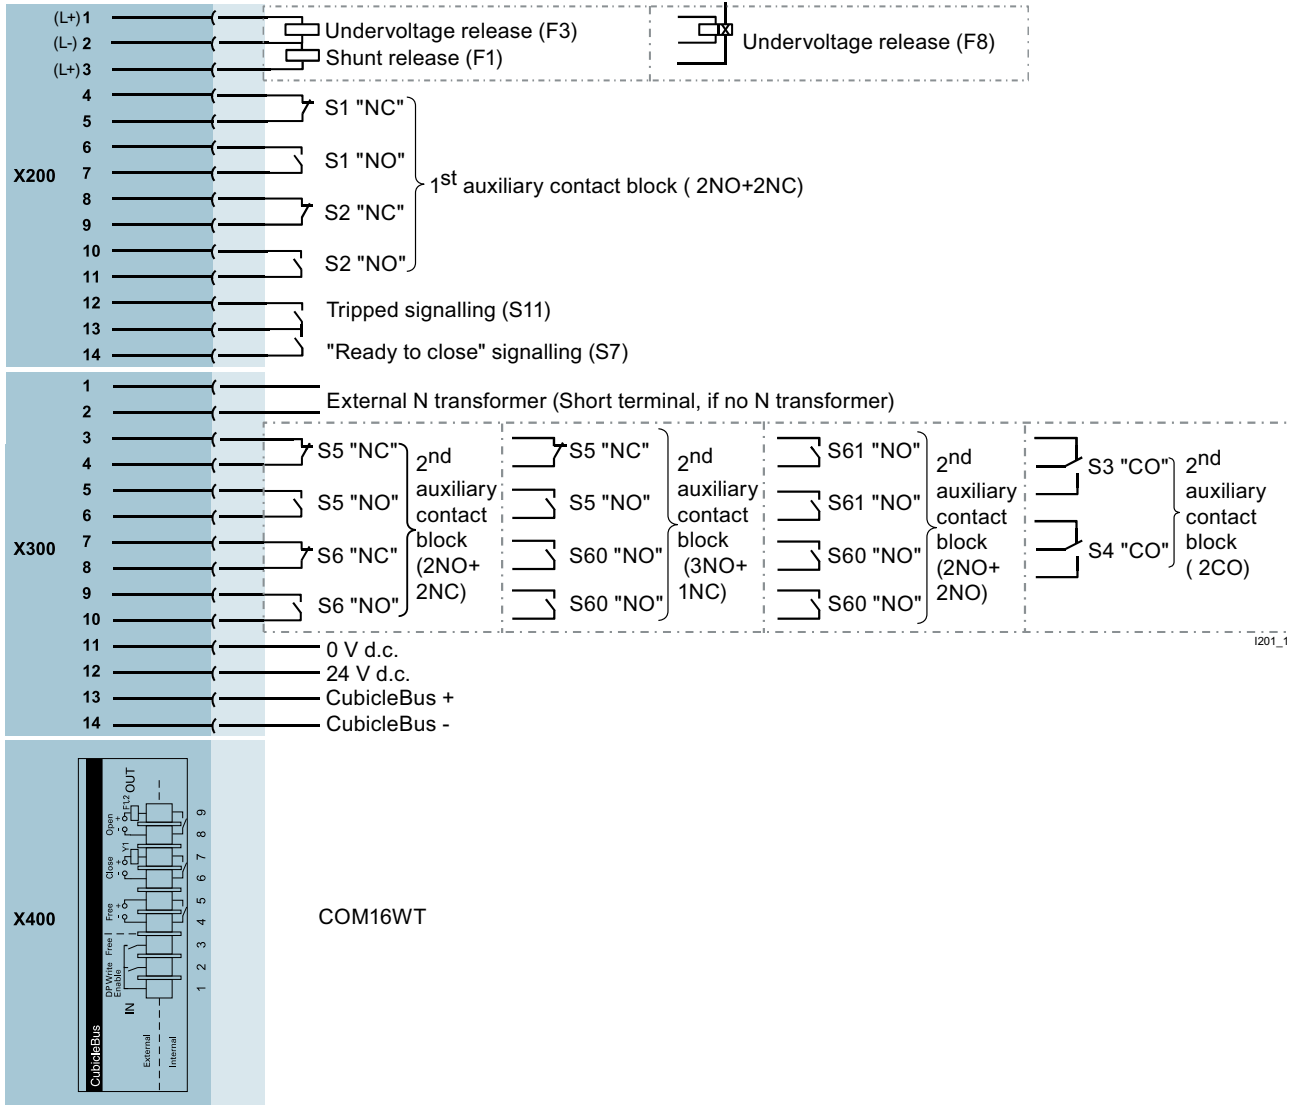 (L+) 1
(L-) 2
(L+) 3
Undervoltage release (F3)
Shunt release (F1)
Undervoltage release (F8)
X200
4
5
6
7
8
9
10
11
12
13
14
S1 "NC"
S1 "NO"
S2 "NC"
S2 "NO"
1st auxiliary contact block ( 2NO+2NC)
Tripped signalling (S11)
"Ready to close" signalling (S7)
X300
1
2
3
4
5
6
7
8
9
10
11
12
13
14
External N transformer (Short terminal, if no N transformer)
S5 "NC"
S5 "NO"
S6 "NC"
S6 "NO"
2nd
auxiliary
contact
block
(2NO+
2NC)
S5 "NC"
S5 "NO"
S60 "NO"
S60 "NO"
2nd
auxiliary
contact
block
(3NO+
1NC)
S61 "NO"
S61 "NO"
S60 "NO"
S60 "NO"
2nd
auxiliary
contact
block
(2NO+
2NO)
S3 "CO"
S4 "CO"
2nd
auxiliary
contact
block
( 2CO)
I201_1
0 V d.c.
24 V d.c.
CubicleBus +
CubicleBus -
X400
CubicleBus
OUT
F1,2
Open
- +
Y1
Close
- +
Free
- +
Free
DP Write
Enable
IN
External
Internal
9
8
7
6
5
4
3
2
1
COM16WT